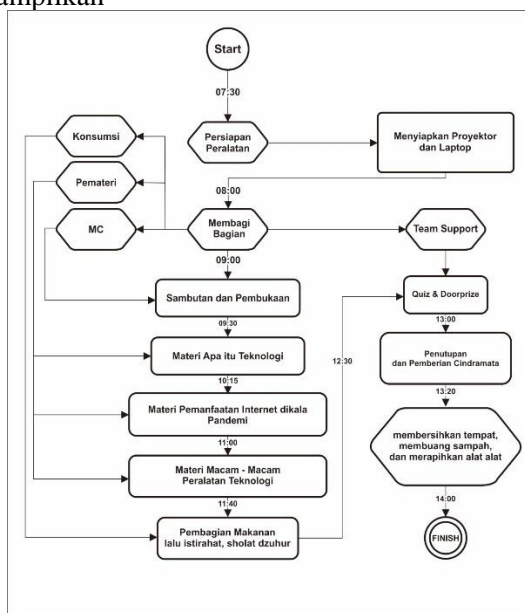 Start
07:30
Persiapan
Peralatan
Menyiapkan Proyektor
dan Laptop
Konsumsi
Pemateri
MC
08:00
Membagi
Bagian
Team Support
09:00
Sambutan dan Pembukaan
09:30
Materi Apa itu Teknologi
10:15
Materi Pemanfaatan Internet dikala
Pandemi
11:00
Materi Macam - Macam
Peralatan Teknologi
11:40
Pembagian Makanan
lalu istirahat, sholat dzuhur
12:30
Quiz & Doorprize
13:00
Penutupan
dan Pemberian Cindramata
13:20
membersihkan tempat,
membuang sampah,
dan merapihkan alat alat
14:00
FINISH